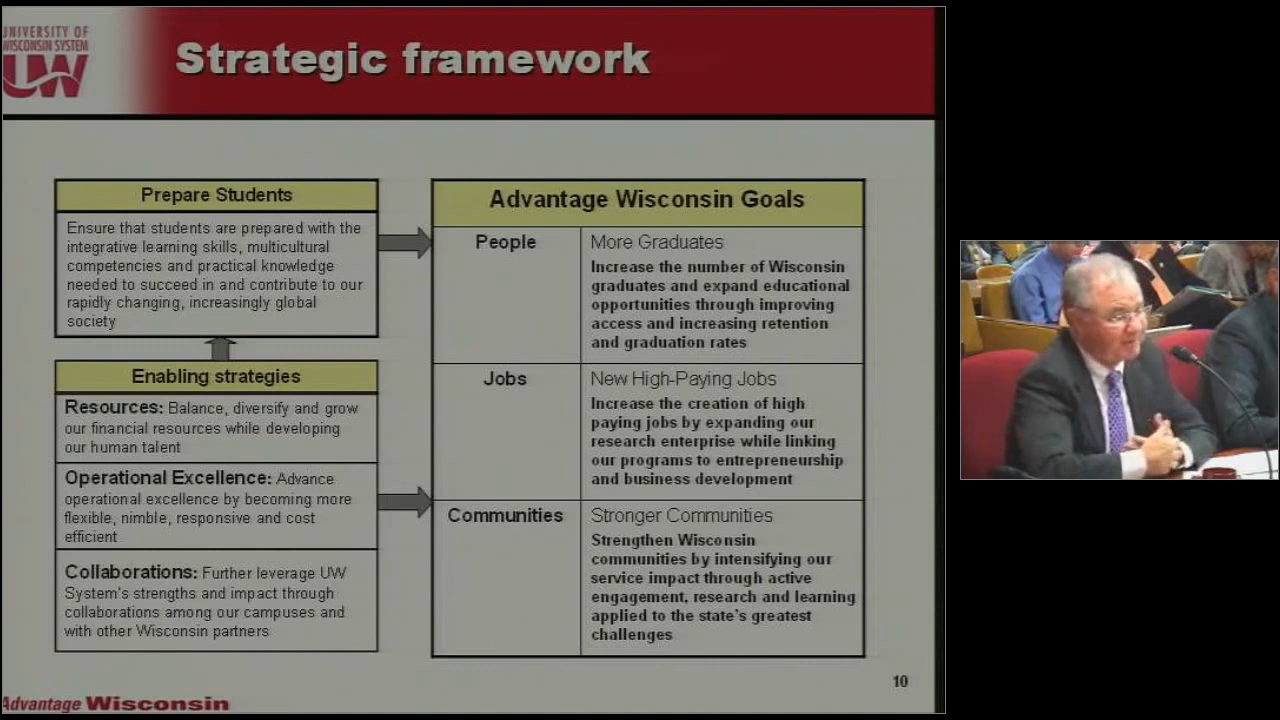 UNIVERSITY OF
WISCONSIN SYSTEM
UW
Strategic framework
Prepare Students
Ensure that students are prepared with the
integrative learning skills, multicultural
competencies and practical knowledge
needed to succeed in and contribute to our
rapidly changing, increasingly global
society
Enabling strategies
Resources: Balance, diversify and grow
our financial resources while developing
our human talent
Operational Excellence: Advance
operational excellence by becoming more
flexible, nimble, responsive and cost
efficient
Collaborations: Further leverage UW
System's strengths and impact through
collaborations among our campuses and
with other Wisconsin partners
Advantage Wisconsin Goals
People
More Graduates
Increase the number of Wisconsin
graduates and expand educational
opportunities through improving
access and increasing retention
and graduation rates
Jobs
New High-Paying Jobs
Increase the creation of high
paying jobs by expanding our
research enterprise while linking
our programs to entrepreneurship
and business development
Communities
Stronger Communities
Strengthen Wisconsin
communities by intensifying our
service impact through active
engagement, research and learning
applied to the state's greatest
challenges
10
Advantage Wisconsin